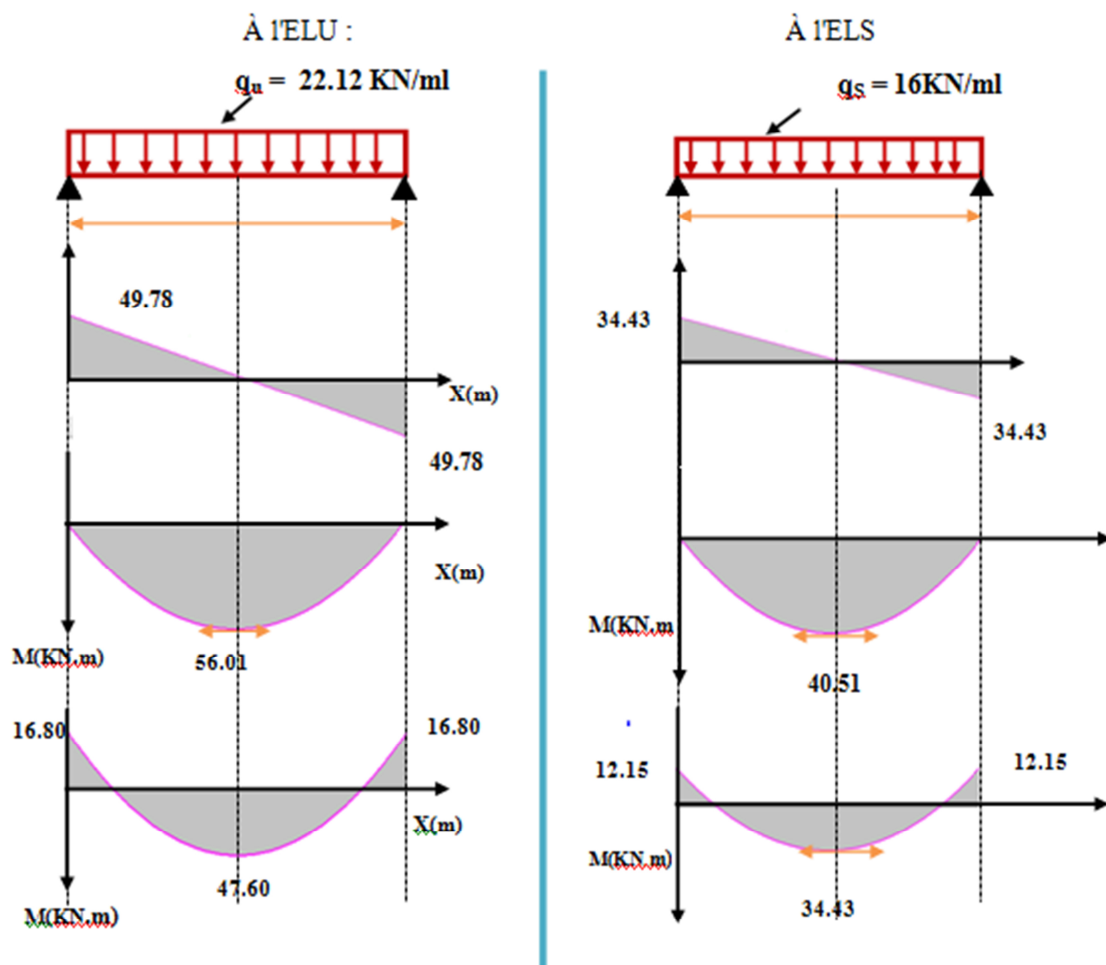 À l'ELU :
qu = 22.12 KN/ml
49.78
X(m)
49.78
X(m)
M(KN.m)
56.01
16.80
16.80
X(m)
47.60
M(KN.m)
À l'ELS
qS = 16KN/ml
34.43
34.43
M(KN.m
40.51
12.15
12.15
M(KN.m)
34.43